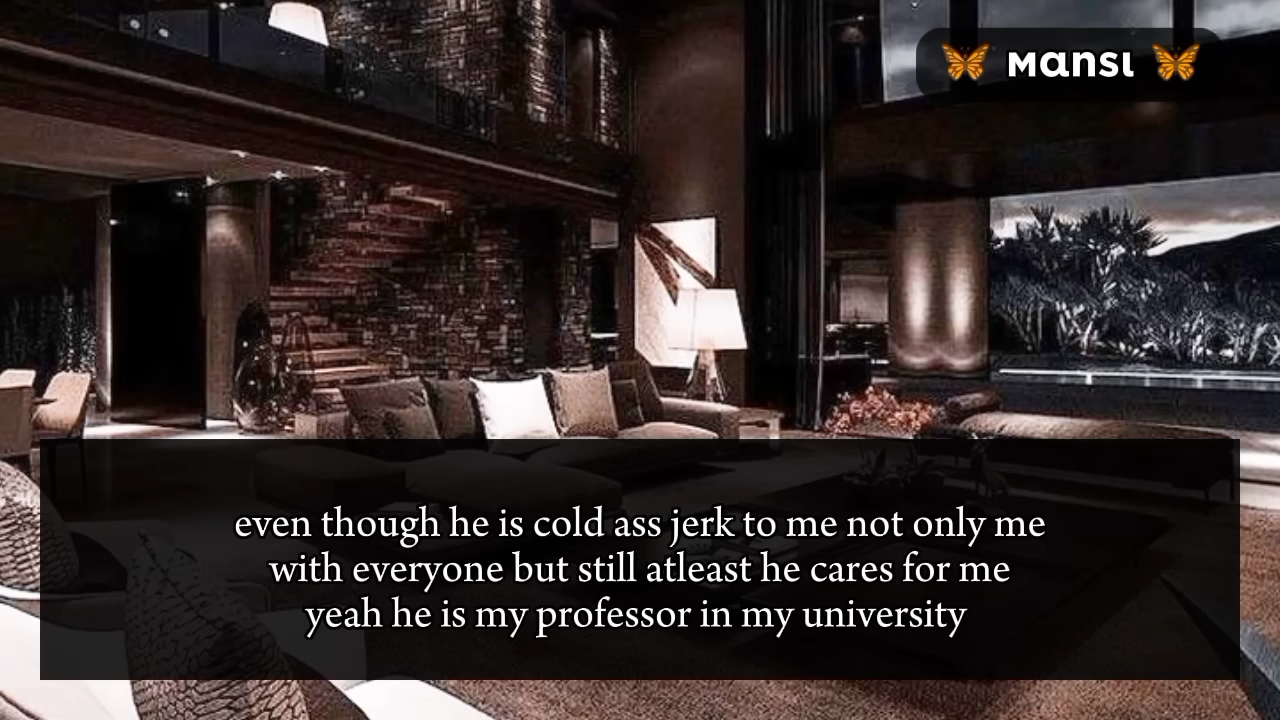 🦋 мαnsι 🦋
even though he is cold ass jerk to me not only me
with everyone but still atleast he cares for me
yeah he is my professor in my university